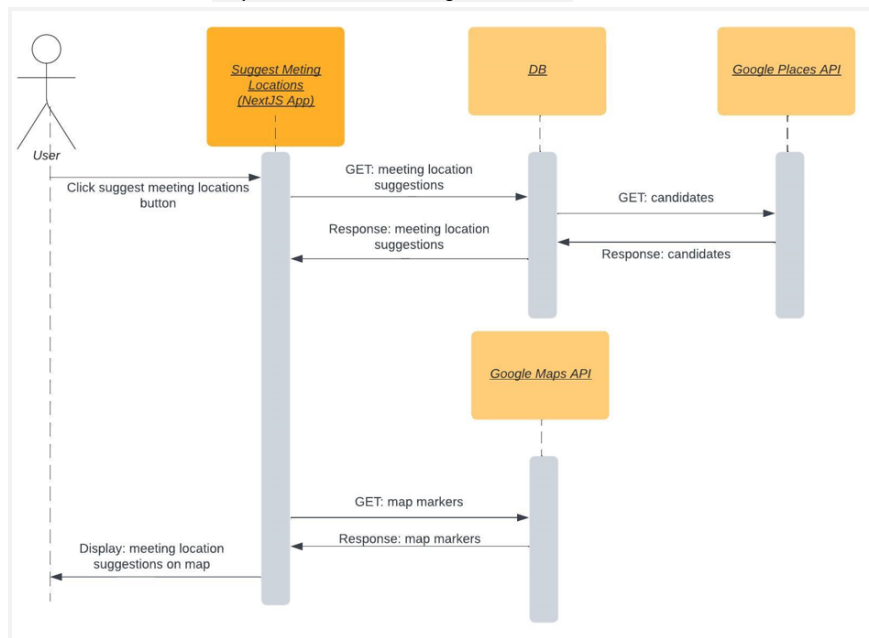 Suggest Meting
Locations
(NextJS App)
DB
Google Places API
User
Click suggest meeting locations
button
GET: meeting location
suggestions
GET: candidates
Response: meeting location
suggestions
Response: candidates
Google Maps API
GET: map markers
Response: map markers
Display: meeting location
suggestions on map